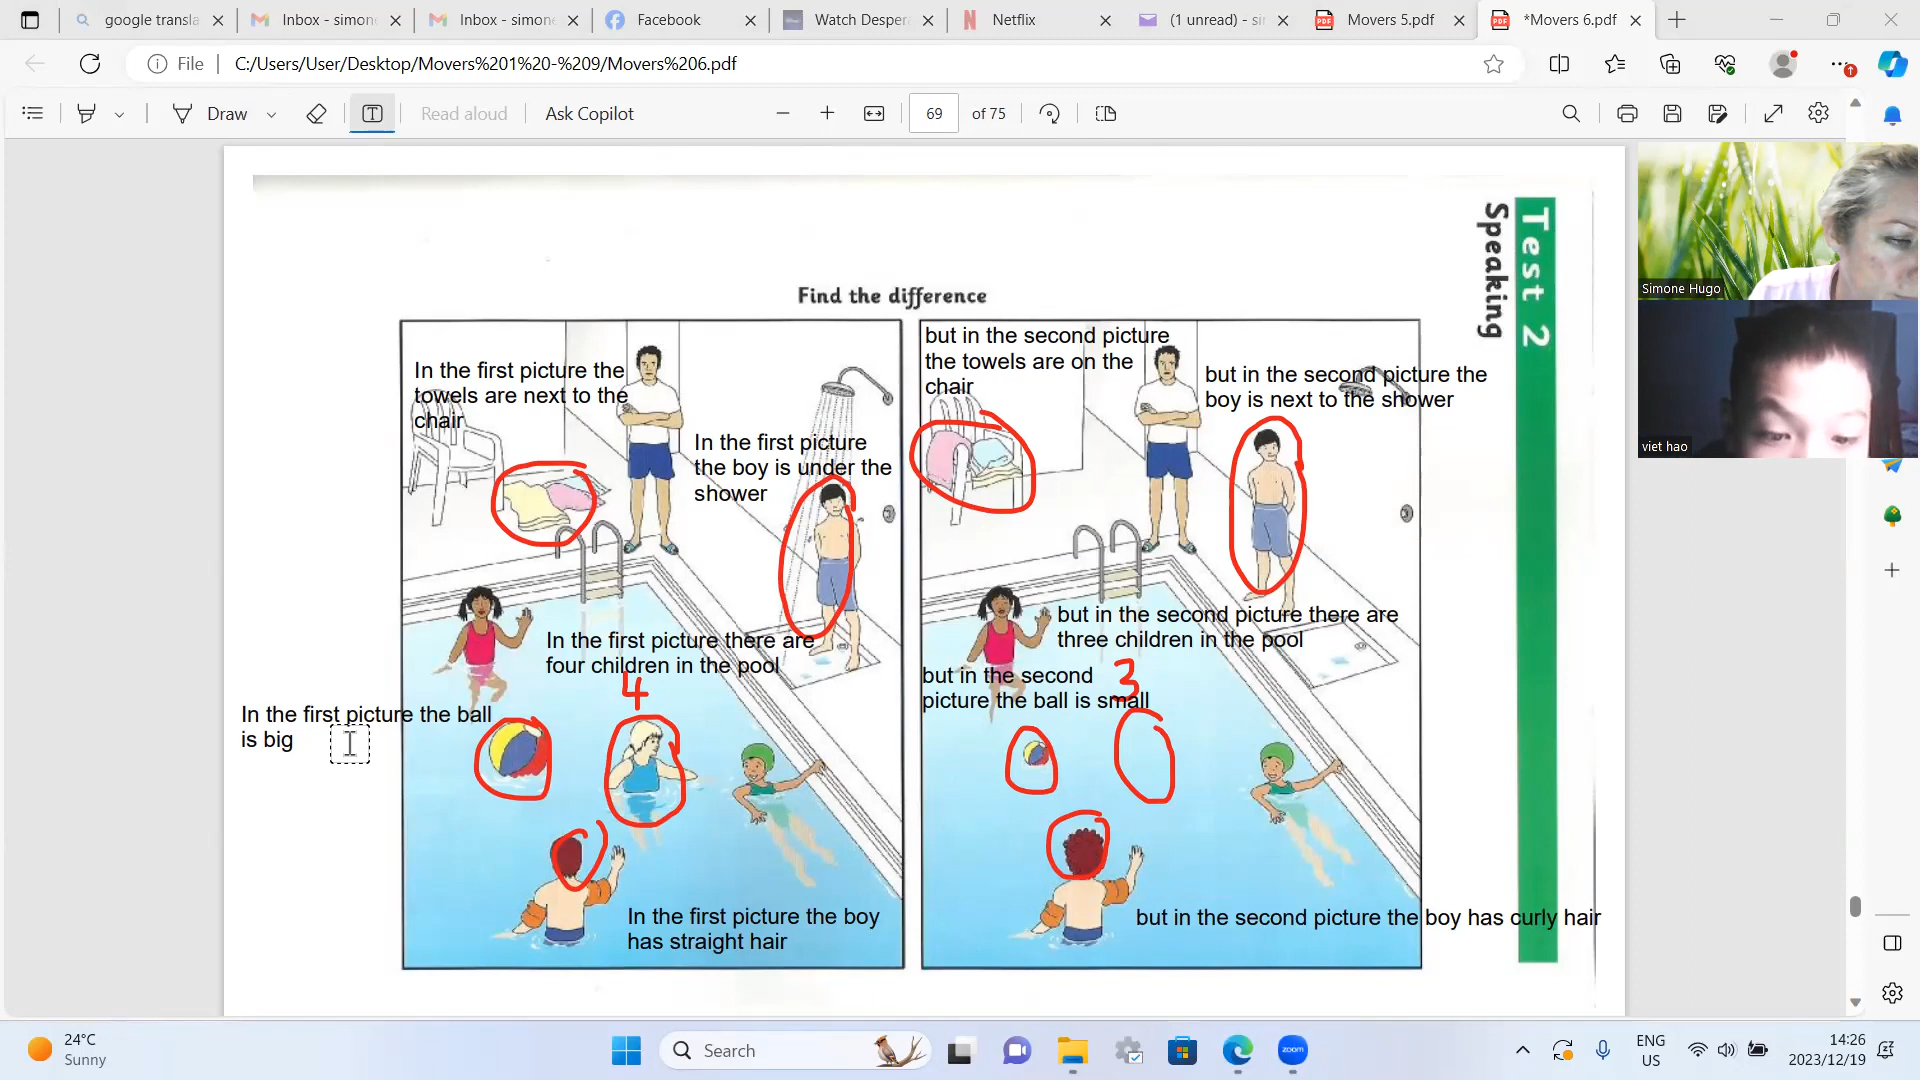 google transla
Inbox - simone
Inbox - simone
Facebook
Watch Despera
Netflix
(1 unread) - si
Movers 5.pdf
*Movers 6.pdf
File
C:/Users/User/Desktop/Movers%201%20-%209/Movers%206.pdf
Draw
Read aloud
Ask Copilot
69
of 75
Test 2
Speaking
Find the difference
In the first picture the
towels are next to the
chair
In the first picture
the boy is under the
shower
In the first picture there are
four children in the pool
4
In the first picture the ball
is big
In the first picture the boy
has straight hair
but in the second picture
the towels are on the
chair
but in the second picture the
boy is next to the shower
but in the second picture there are
three children in the pool
3
but in the second
picture the ball is small
but in the second picture the boy has curly hair
Simone Hugo
viet hao
24°C
Sunny
Search
zoom
ENG
US
14:26
2023/12/19